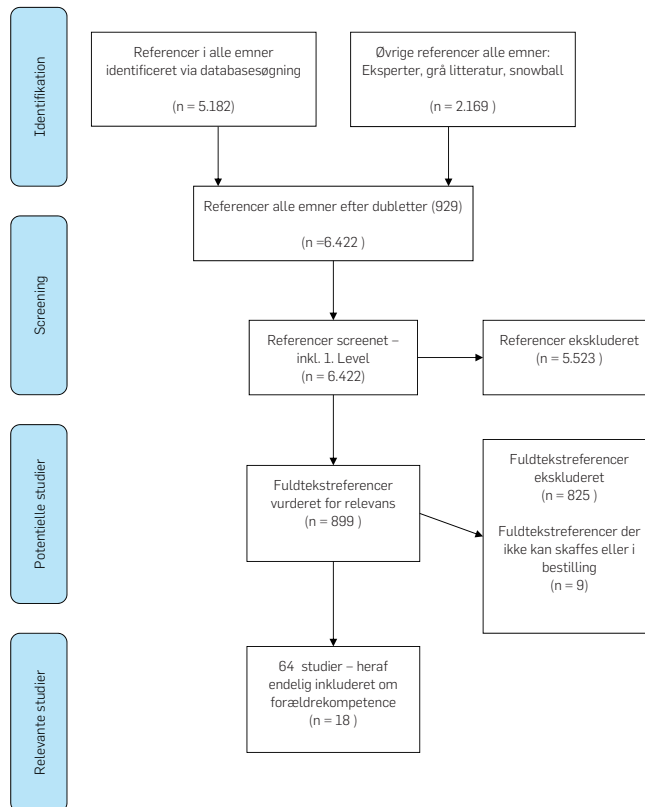 Identifikation
Referencer i alle emner
identificeret via databasesøgning
(n = 5.182)
Øvrige referencer alle emner:
Eksperter, grå litteratur, snowball
(n = 2.169 )
Referencer alle emner efter dubletter (929)
(n =6.422 )
Screening
Referencer screenet –
inkl. 1. Level
(n = 6.422)
Referencer ekskluderet
(n = 5.523 )
Potentielle studier
Fuldtekstreferencer
vurderet for relevans
(n = 899 )
Fuldtekstreferencer
ekskluderet
(n = 825 )
Fuldtekstreferencer der
ikke kan skaffes eller i
bestilling
(n = 9)
Relevante studier
64 studier – heraf
endelig inkluderet om
forældrekompetence
(n = 18 )